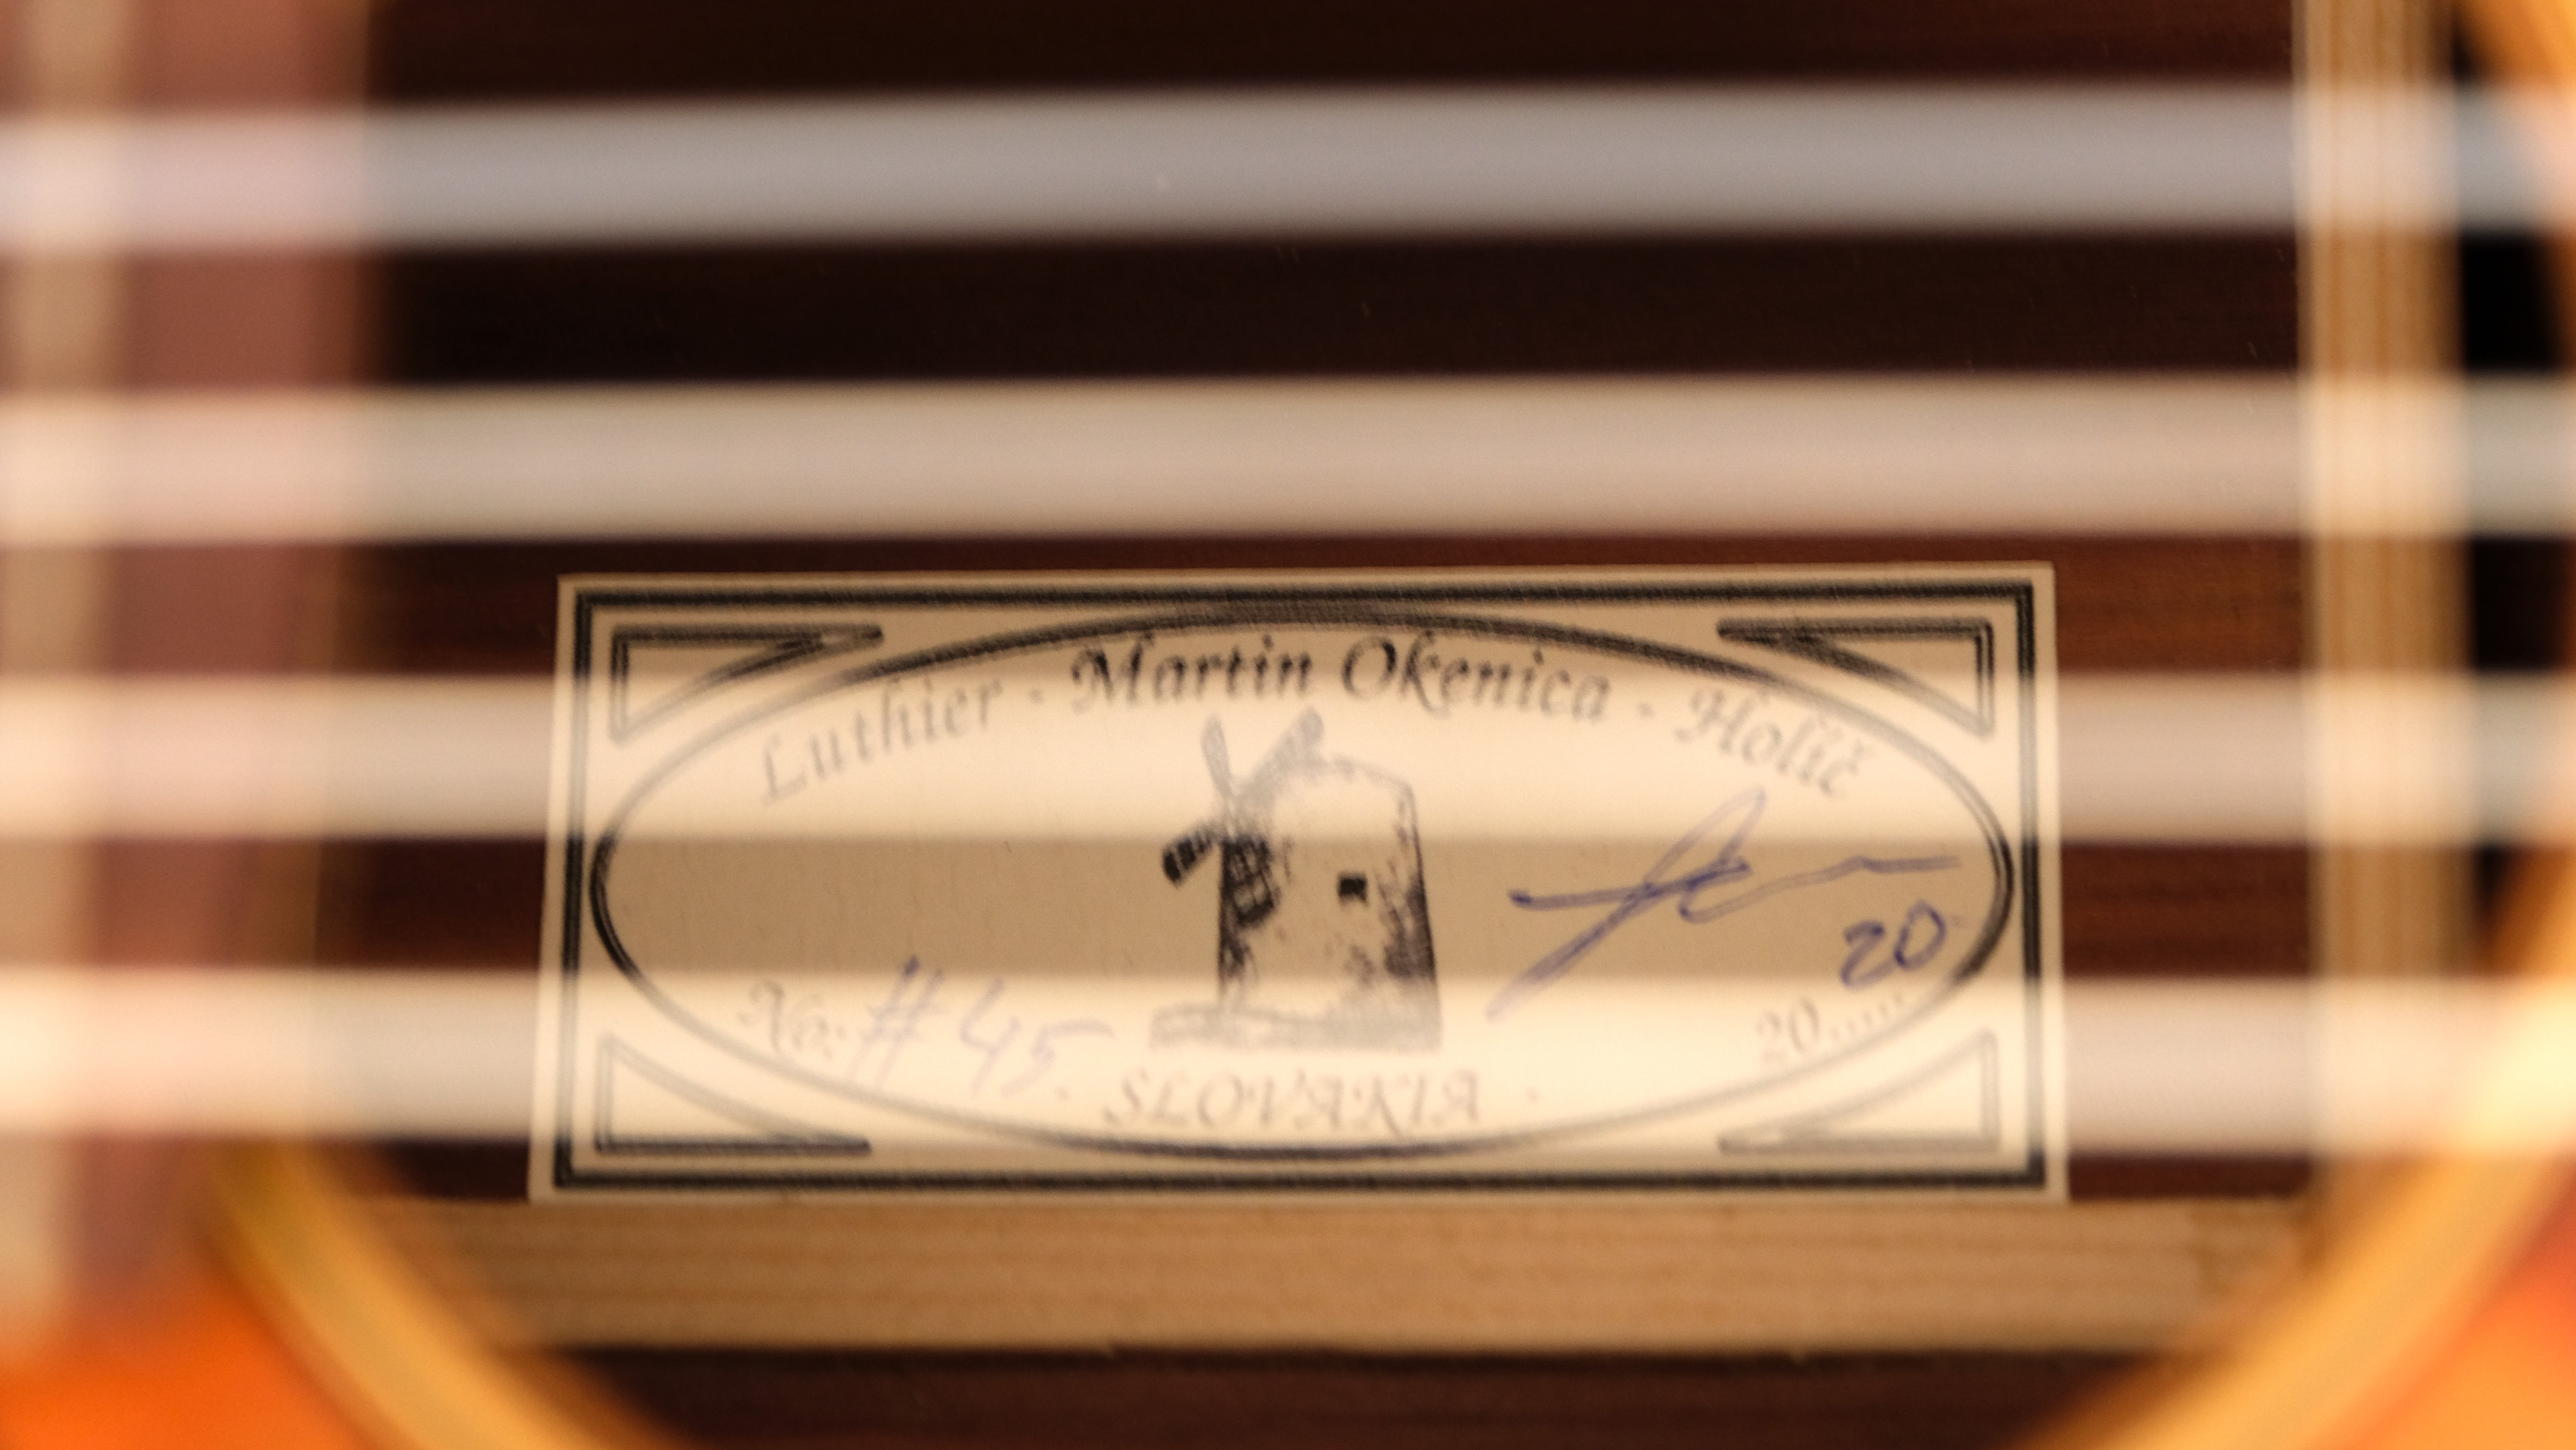 Luthier - Martin Okenica - Holíč
20
No: #45
20.....
· SLOVAKIA ·